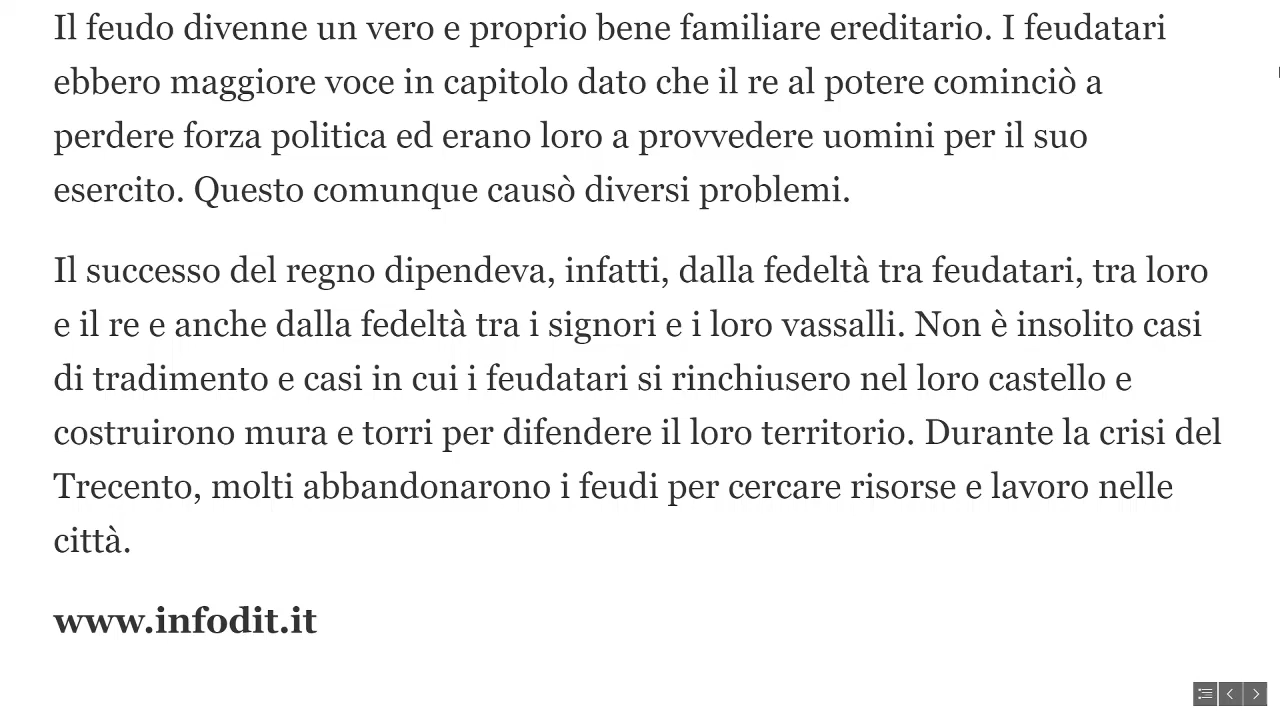 Il feudo divenne un vero e proprio bene familiare ereditario. I feudatari
ebbero maggiore voce in capitolo dato che il re al potere cominciò a
perdere forza politica ed erano loro a provvedere uomini per il suo
esercito. Questo comunque causò diversi problemi.
Il successo del regno dipendeva, infatti, dalla fedeltà tra feudatari, tra loro
e il re e anche dalla fedeltà tra i signori e i loro vassalli. Non è insolito casi
di tradimento e casi in cui i feudatari si rinchiusero nel loro castello e
costruirono mura e torri per difendere il loro territorio. Durante la crisi del
Trecento, molti abbandonarono i feudi per cercare risorse e lavoro nelle
città.
www.infodit.it